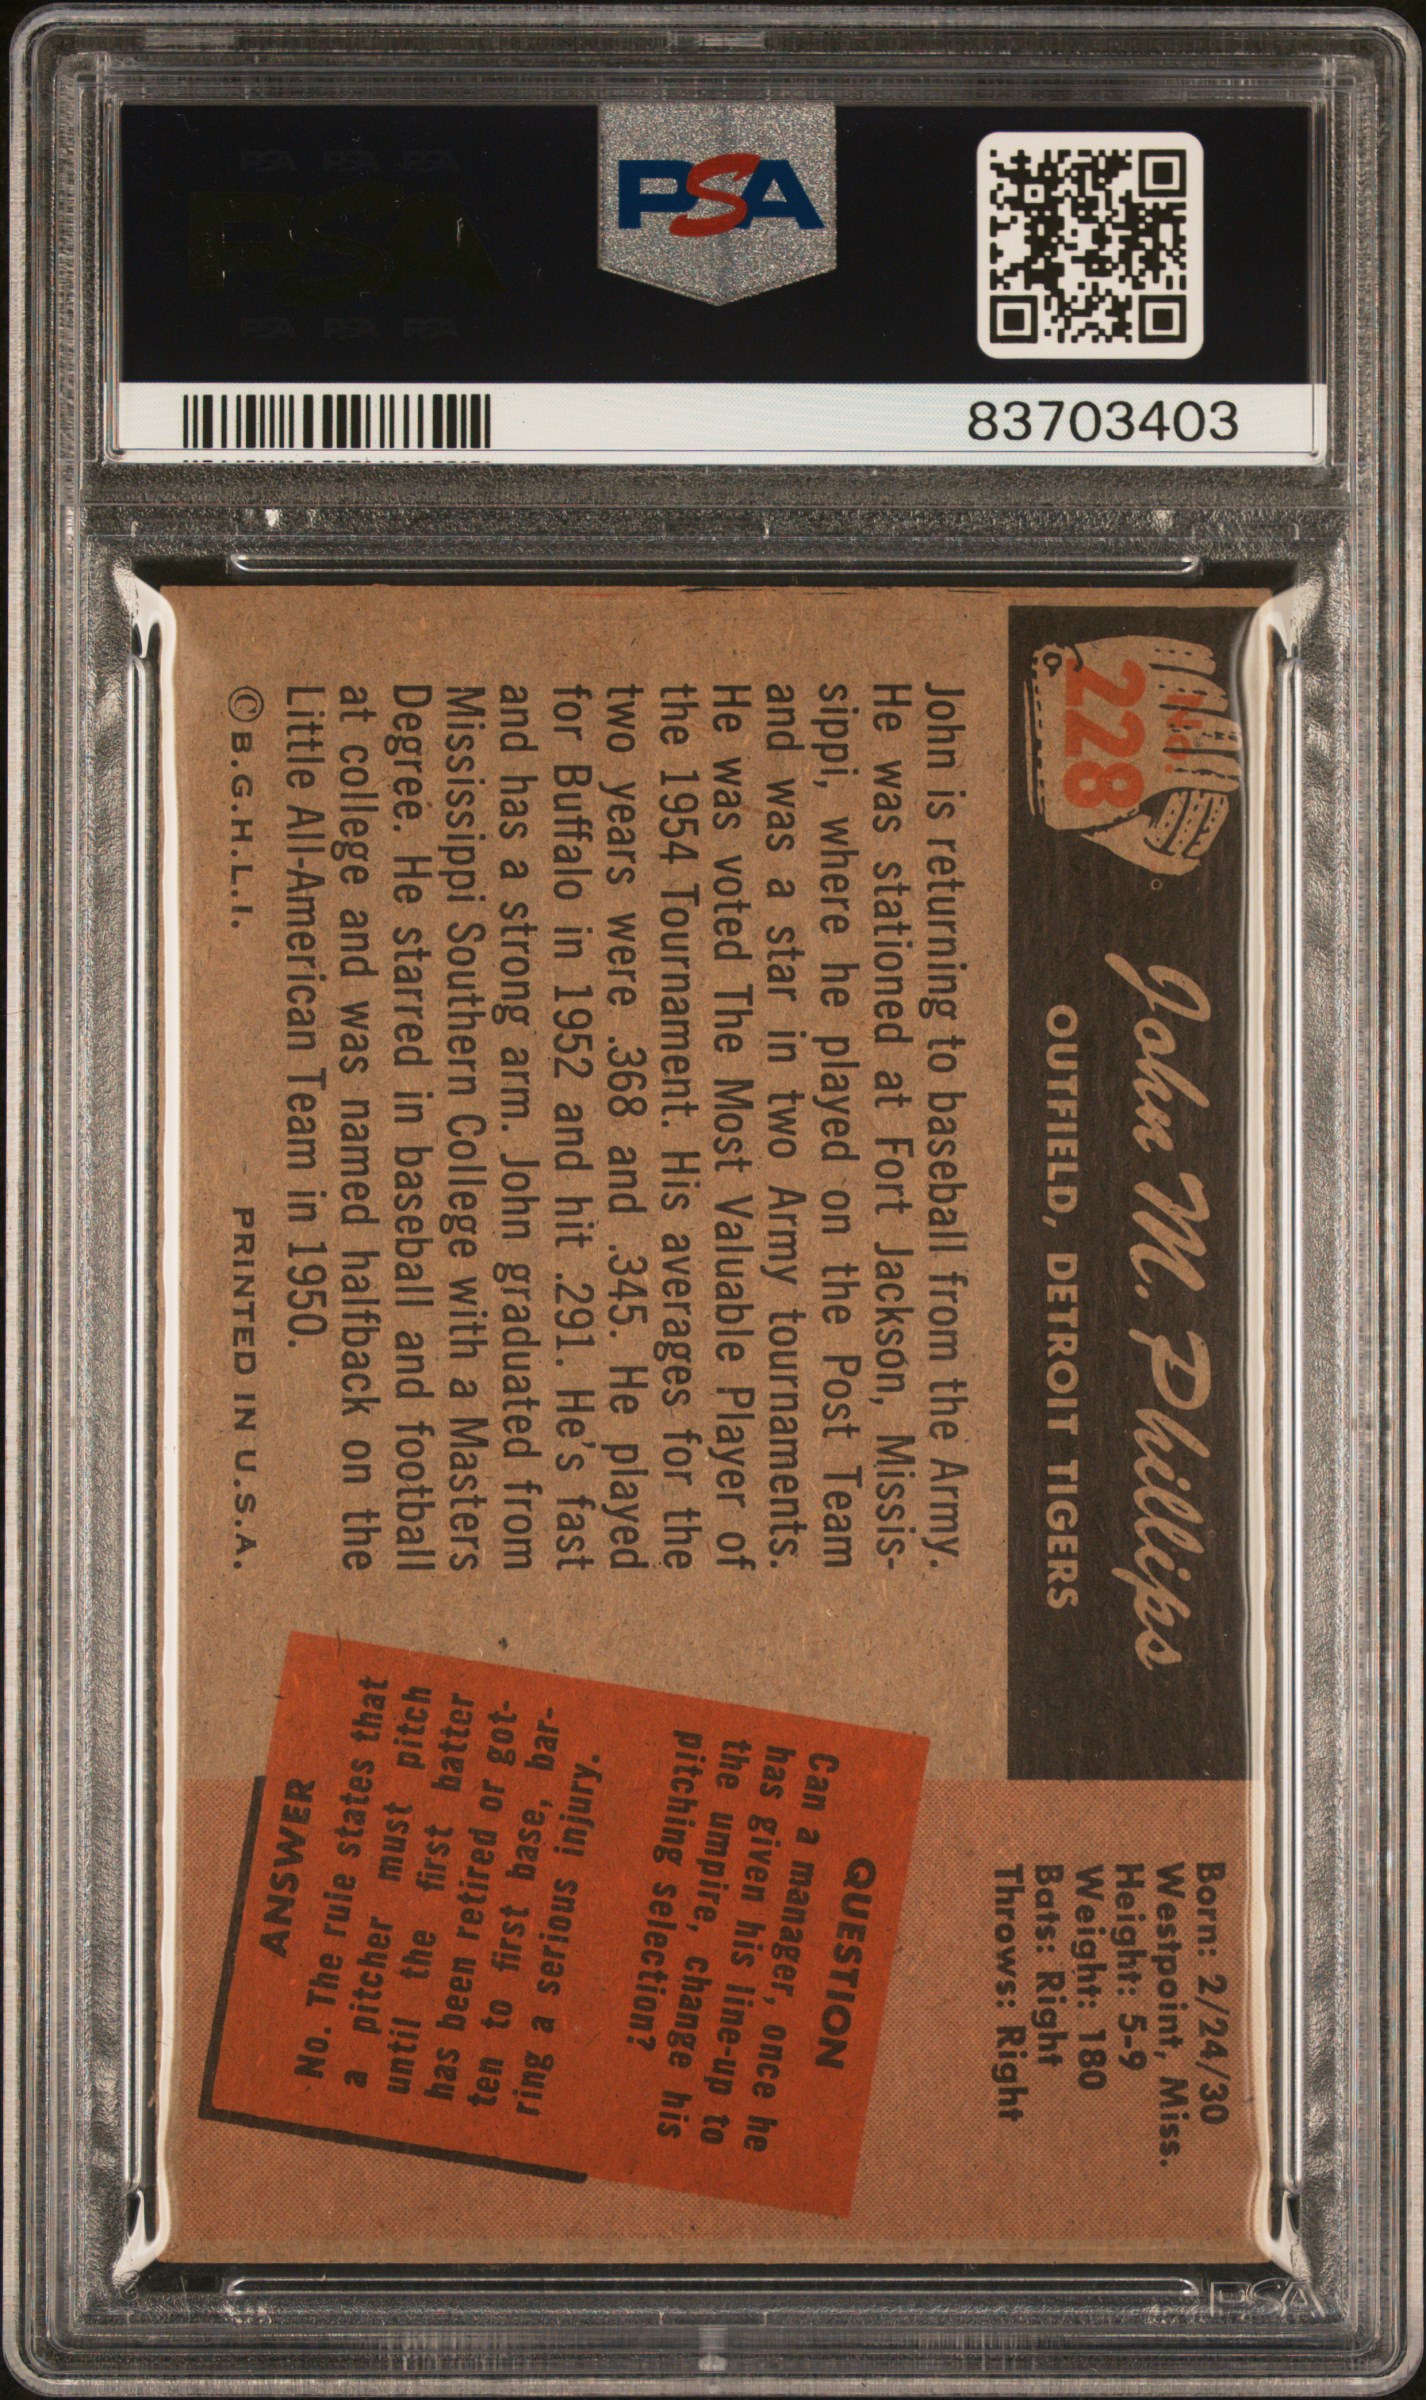 PSA PSA PSA
PSA
PSA PSA PSA
PSA
83703403
NO.
228
John M. Phillips
OUTFIELD, DETROIT TIGERS
Born: 2/24/30
Westpoint, Miss.
Height: 5-9
Weight: 180
Bats: Right
Throws: Right
John is returning to baseball from the Army.
He was stationed at Fort Jackson, Missis-
sippi, where he played on the Post Team
and was a star in two Army tournaments.
He was voted The Most Valuable Player of
the 1954 Tournament. His averages for the
two years were .368 and .345. He played
for Buffalo in 1952 and hit .291. He's fast
and has a strong arm. John graduated from
Mississippi Southern College with a Masters
Degree. He starred in baseball and football
at college and was named halfback on the
Little All-American Team in 1950.
© B.G.H.L.I.
PRINTED IN U.S.A.
QUESTION
Can a manager, once he
has given his line-up to
the umpire, change his
pitching selection?
ring a serious injury.
ten to first base, bar-
has been retired or got-
until the first batter
a pitcher must pitch
No. The rule states that
ANSWER
PSA